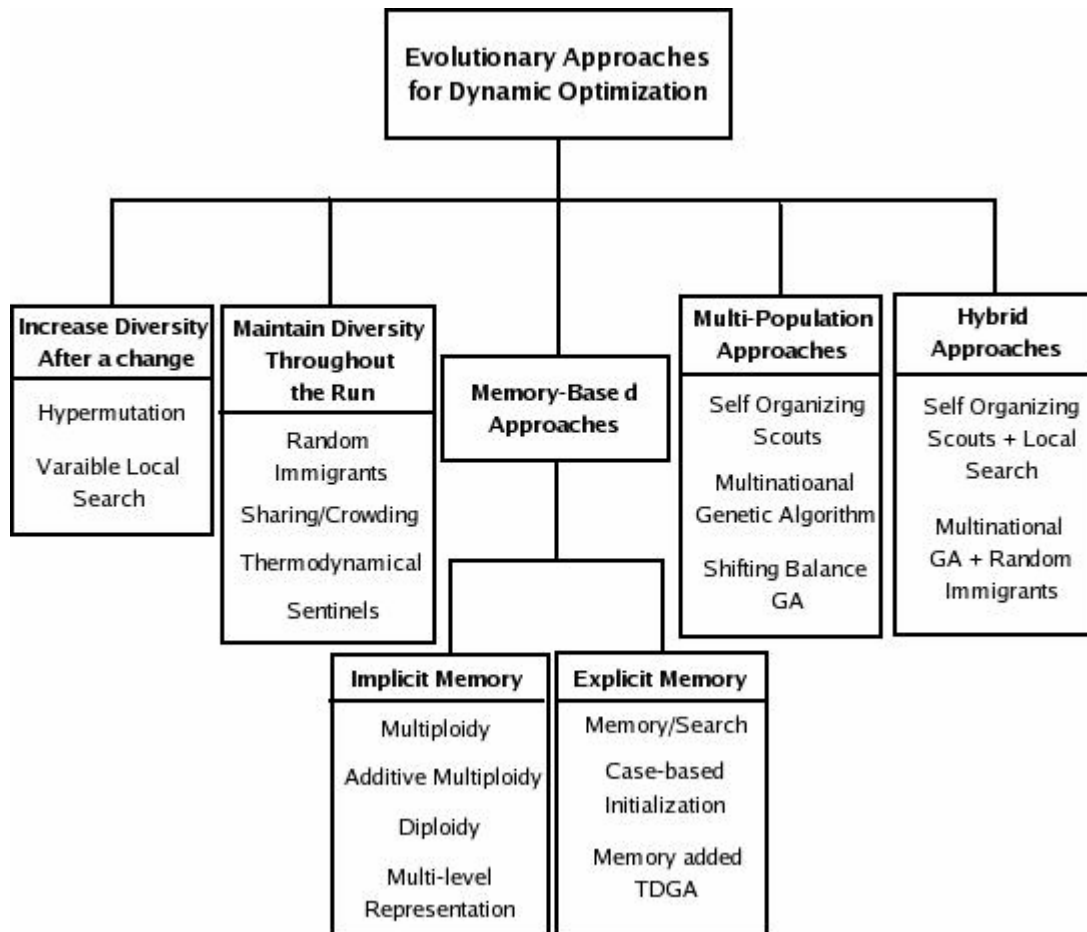 Evolutionary Approaches
for Dynamic Optimization
Increase Diversity
After a change
Hypermutation
Varaible Local
Search
Maintain Diversity
Throughout
the Run
Random
Immigrants
Sharing/Crowding
Thermodynamical
Sentinels
Memory-Base d
Approaches
Implicit Memory
Multiploidy
Additive Multiploidy
Diploidy
Multi-level
Representation
Explicit Memory
Memory/Search
Case-based
Initialization
Memory added
TDGA
Multi-Population
Approaches
Self Organizing
Scouts
Multinatioanal
Genetic Algorithm
Shifting Balance
GA
Hybrid
Approaches
Self Organizing
Scouts + Local
Search
Multinational
GA + Random
Immigrants